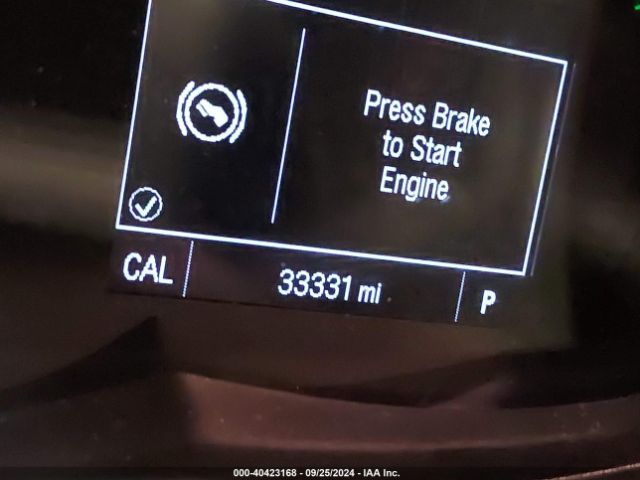 Press Brake
to Start
Engine
CAL 33331 mi P
000-40423168 - 09/25/2024 - IAA Inc.